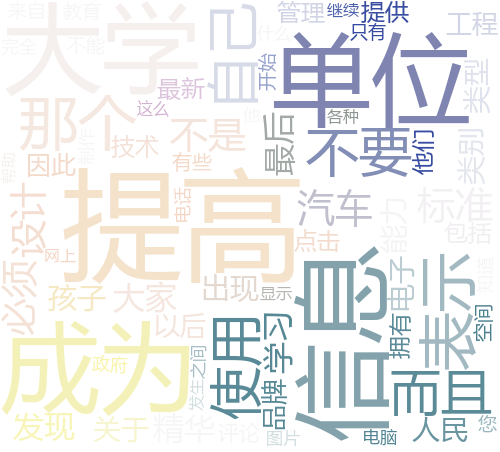 来自
教育
大学
自己
管理
继续
提供
只有
工程
完全
不能
什么
开始
单位
类型
最新
这么
他
各种
那个
不是
最后
不要
他们
类别
因此
技术
制作
有些
帮助
提高
电话
汽车
能力
标准
包括
必须
设计
网上
点击
孩子
大家
出现
显示
信息
电子
表示
知道
空间
成为
以后
使用
学习
拥有
而且
政府
发生
之间
品牌
发现
关于
精华
评论
图片
电脑
人民
您